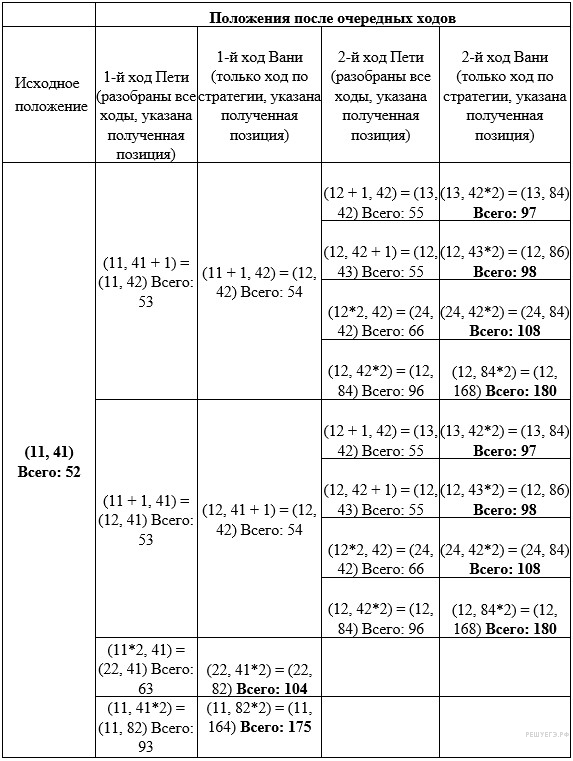 Положения после очередных ходов
Исходное
положение
1-й ход Пети
(разобраны все
ходы, указана
полученная
позиция)
1-й ход Вани
(только ход по
стратегии, указана
полученная
позиция)
2-й ход Пети
(разобраны все
ходы, указана
полученная
позиция)
2-й ход Вани
(только ход по
стратегии, указана
полученная
позиция)
(11, 41)
Всего: 52
(11, 41 + 1) =
(11, 42) Всего:
53
(11 + 1, 42) = (12,
42) Всего: 54
(12 + 1, 42) = (13,
42) Всего: 55
(13, 42*2) = (13, 84)
Всего: 97
(12, 42 + 1) = (12,
43) Всего: 55
(12, 43*2) = (12, 86)
Всего: 98
(12*2, 42) = (24,
42) Всего: 66
(24, 42*2) = (24, 84)
Всего: 108
(12, 42*2) = (12,
84) Всего: 96
(12, 84*2) = (12,
168) Всего: 180
(11 + 1, 41) =
(12, 41) Всего:
53
(12, 41 + 1) = (12,
42) Всего: 54
(12 + 1, 42) = (13,
42) Всего: 55
(13, 42*2) = (13, 84)
Всего: 97
(12, 42 + 1) = (12,
43) Всего: 55
(12, 43*2) = (12, 86)
Всего: 98
(12*2, 42) = (24,
42) Всего: 66
(24, 42*2) = (24, 84)
Всего: 108
(12, 42*2) = (12,
84) Всего: 96
(12, 84*2) = (12,
168) Всего: 180
(11*2, 41) =
(22, 41) Всего:
63
(22, 41*2) = (22,
82) Всего: 104
(11, 41*2) =
(11, 82) Всего:
93
(11, 82*2) = (11,
164) Всего: 175
РЕШУЕГЭ.РФ